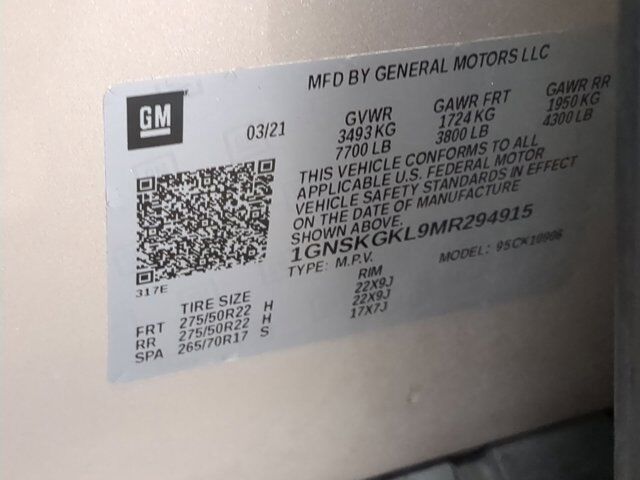 MFD BY GENERAL MOTORS LLC
GM
03/21
GVWR
3493 KG
7700 LB
GAWR FRT
1724 KG
3800 LB
GAWR RR
1950 KG
4300 LB
THIS VEHICLE CONFORMS TO ALL
APPLICABLE U.S. FEDERAL MOTOR
VEHICLE SAFETY STANDARDS IN EFFECT
ON THE DATE OF MANUFACTURE
SHOWN ABOVE.
1GNSKGKL9MR294915
TYPE: M.P.V. MODEL: 95CK10906
317E
TIRE SIZE RIM
FRT 275/50R22 H 22X9J
RR 275/50R22 H 22X9J
SPA 265/70R17 S 17X7J